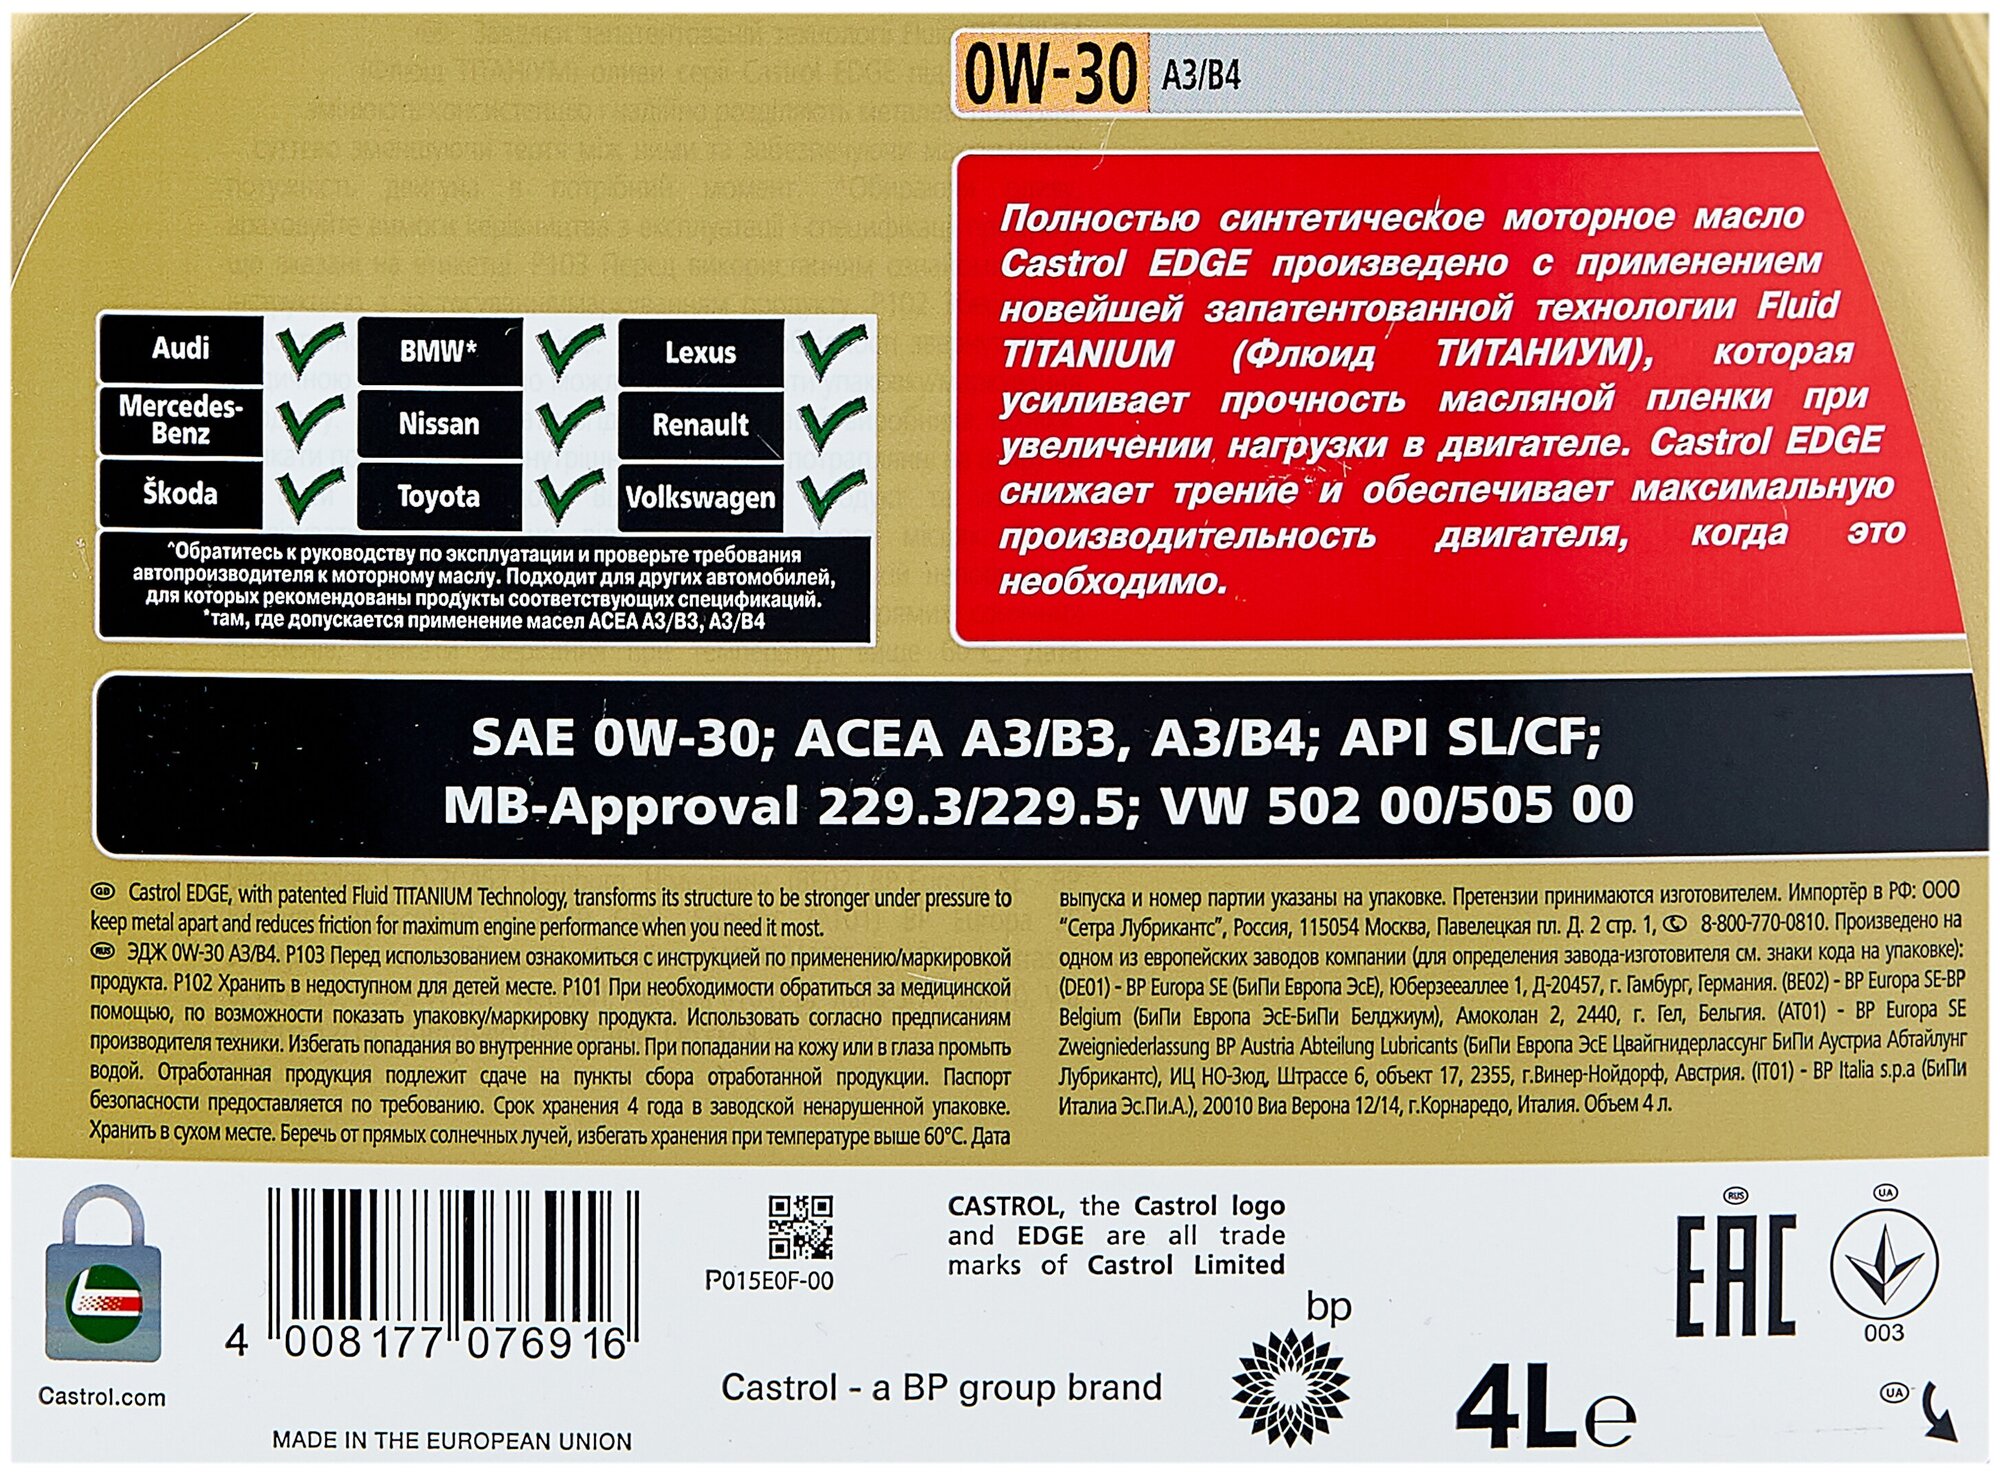 0W-30 A3/B4
Полностью синтетическое моторное масло
Castrol EDGE произведено с применением
новейшей запатентованной технологии Fluid
TITANIUM (Флюид ТИТАНИУМ), которая
усиливает прочность масляной пленки при
увеличении нагрузки в двигателе. Castrol EDGE
снижает трение и обеспечивает максимальную
производительность двигателя, когда это
необходимо.
Audi BMW* Lexus
Mercedes-
Benz Nissan Renault
Škoda Toyota Volkswagen
^Обратитесь к руководству по эксплуатации и проверьте требования
автопроизводителя к моторному маслу. Подходит для других автомобилей,
для которых рекомендованы продукты соответствующих спецификаций.
*там, где допускается применение масел ACEA A3/B3, A3/B4
SAE 0W-30; ACEA A3/B3, A3/B4; API SL/CF;
MB-Approval 229.3/229.5; VW 502 00/505 00
GB Castrol EDGE, with patented Fluid TITANIUM Technology, transforms its structure to be stronger under pressure to
keep metal apart and reduces friction for maximum engine performance when you need it most.
RUS ЭДЖ 0W-30 A3/B4. P103 Перед использованием ознакомиться с инструкцией по применению/маркировкой
продукта. P102 Хранить в недоступном для детей месте. P101 При необходимости обратиться за медицинской
помощью, по возможности показать упаковку/маркировку продукта. Использовать согласно предписаниям
производителя техники. Избегать попадания во внутренние органы. При попадании на кожу или в глаза промыть
водой. Отработанная продукция подлежит сдаче на пункты сбора отработанной продукции. Паспорт
безопасности предоставляется по требованию. Срок хранения 4 года в заводской ненарушенной упаковке.
Хранить в сухом месте. Беречь от прямых солнечных лучей, избегать хранения при температуре выше 60°C. Дата
выпуска и номер партии указаны на упаковке. Претензии принимаются изготовителем. Импортёр в РФ: ООО
"Сетра Лубрикантс", Россия, 115054 Москва, Павелецкая пл. Д. 2 стр. 1, 8-800-770-0810. Произведено на
одном из европейских заводов компании (для определения завода-изготовителя см. знаки кода на упаковке):
(DE01) - BP Europa SE (БиПи Европа ЭсЕ), Юберзееаллее 1, Д-20457, г. Гамбург, Германия. (BE02) - BP Europa SE-BP
Belgium (БиПи Европа ЭсЕ-БиПи Белджиум), Амоколан 2, 2440, г. Гел, Бельгия. (AT01) - BP Europa SE
Zweigniederlassung BP Austria Abteilung Lubricants (БиПи Европа ЭсЕ Цвайгнидерлассунг БиПи Аустриа Абтайлунг
Лубрикантс), ИЦ НО-Зюд, Штрассе 6, объект 17, 2355, г.Винер-Нойдорф, Австрия. (IT01) - BP Italia s.p.a (БиПи
Италиа Эс.Пи.А.), 20010 Виа Верона 12/14, г.Корнаредо, Италия. Объем 4 л.
Castrol.com
4 008177 076916
MADE IN THE EUROPEAN UNION
P015E0F-00
CASTROL, the Castrol logo
and EDGE are all trade
marks of Castrol Limited
bp
Castrol - a BP group brand
4L e
RUS
EAC
UA
003
UA